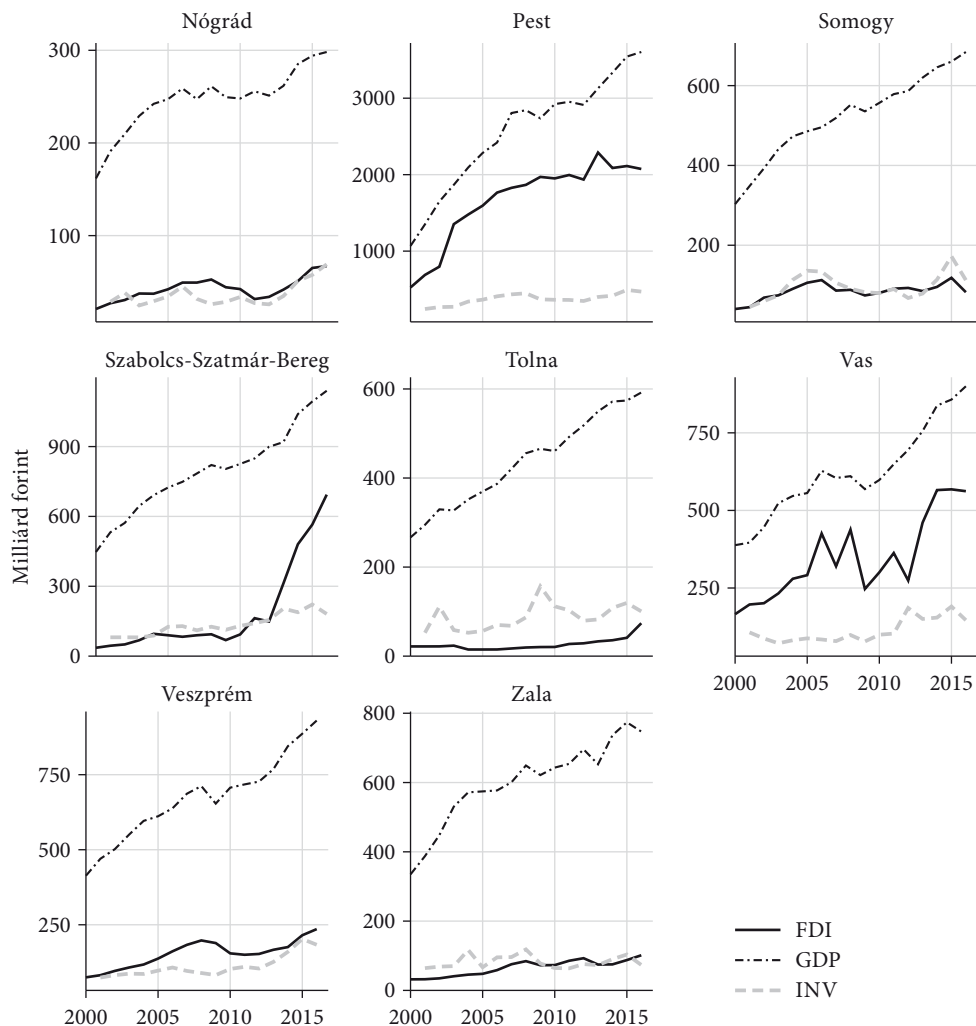 Nógrád Pest Somogy
300
200
100
3000
2000
1000
600
400
200
Szabolcs-Szatmár-Bereg Tolna Vas
Milliárd forint
900
600
300
0
600
400
200
0
750
500
250
2000 2005 2010 2015
Veszprém Zala
750
500
250
2000 2005 2010 2015
800
600
400
200
0
2000 2005 2010 2015
FDI
GDP
INV